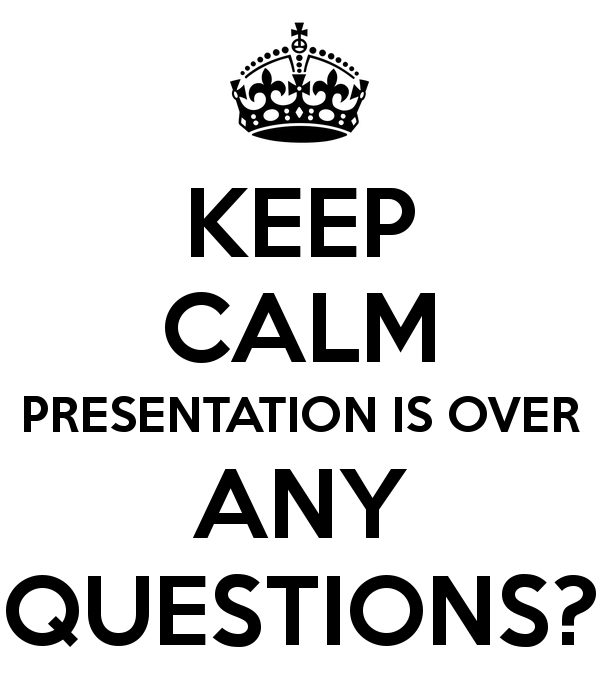 KEEP
CALM
PRESENTATION IS OVER
ANY
QUESTIONS?